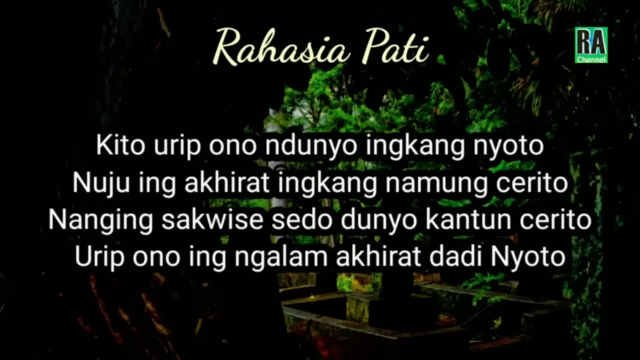 Rahasia Pati
RA
Channel
Kito urip ono ndunyo ingkang nyoto
Nuju ing akhirat ingkang namung cerito
Nanging sakwise sedo dunyo kantun cerito
Urip ono ing ngalam akhirat dadi Nyoto